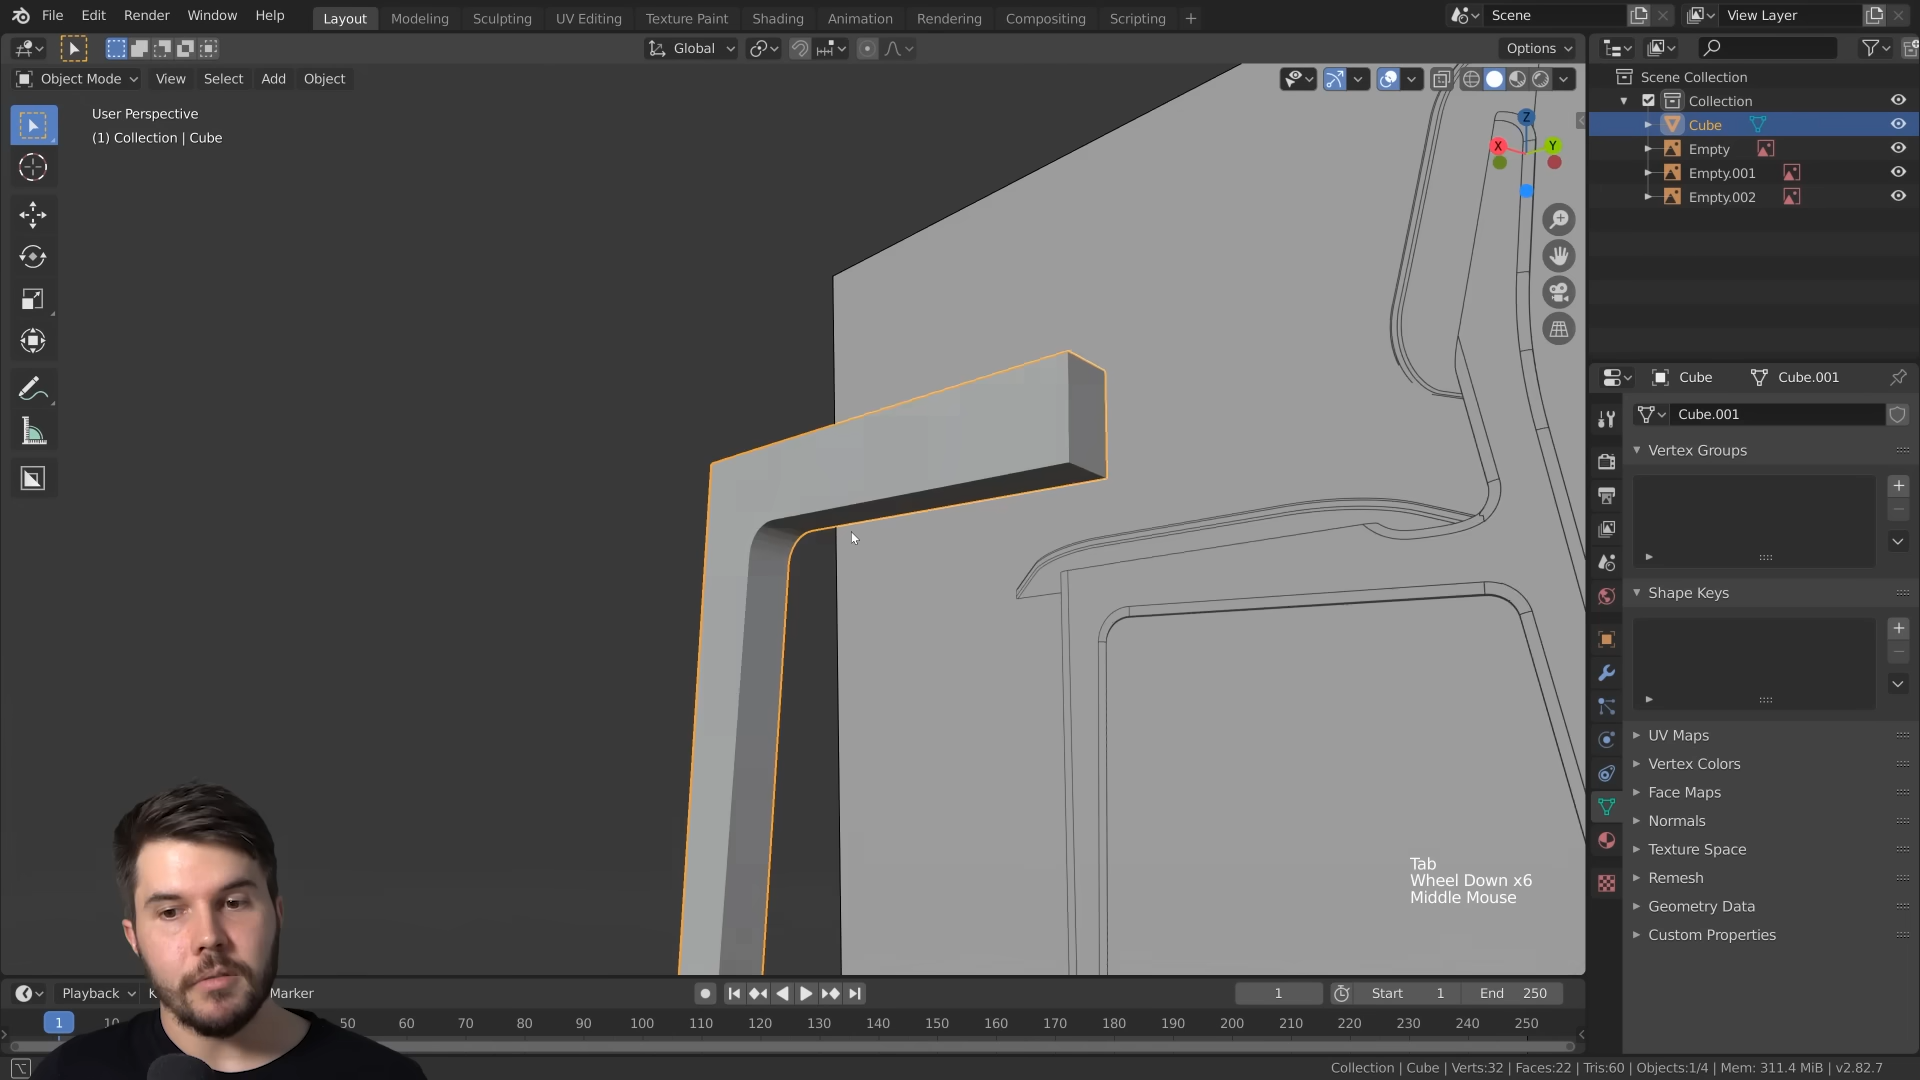 File Edit Render Window Help
Layout Modeling Sculpting UV Editing Texture Paint Shading Animation Rendering Compositing Scripting +
Scene
View Layer
Global
Options
Object Mode View Select Add Object
User Perspective
(1) Collection | Cube
Z
X
Y
Scene Collection
Collection
Cube
Empty
Empty.001
Empty.002
Cube Cube.001
Cube.001
Vertex Groups
Shape Keys
UV Maps
Vertex Colors
Face Maps
Normals
Texture Space
Remesh
Geometry Data
Custom Properties
Tab
Wheel Down x6
Middle Mouse
Playback K Marker
1
Start 1
End 250
1 10 50 60 70 80 90 100 110 120 130 140 150 160 170 180 190 200 210 220 230 240 250
Collection | Cube | Verts:32 | Faces:22 | Tris:60 | Objects:1/4 | Mem: 311.4 MiB | v2.82.7